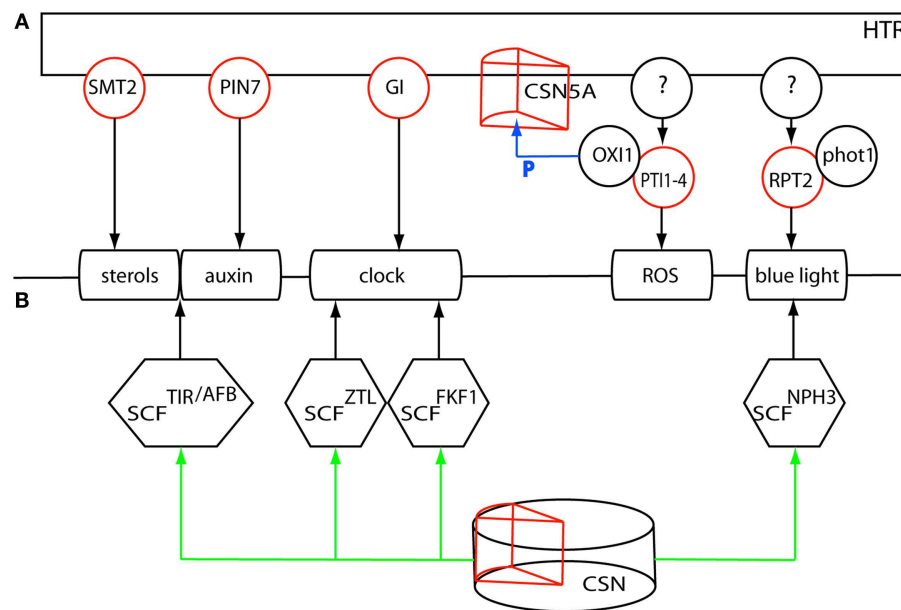 A
HTR
SMT2
PIN7
GI
CSN5A
?
?
OXI1
PTI1-4
RPT2
phot1
P
sterols
auxin
clock
ROS
blue light
B
SCF TIR/AFB
SCF ZTL
SCF FKF1
SCF NPH3
CSN